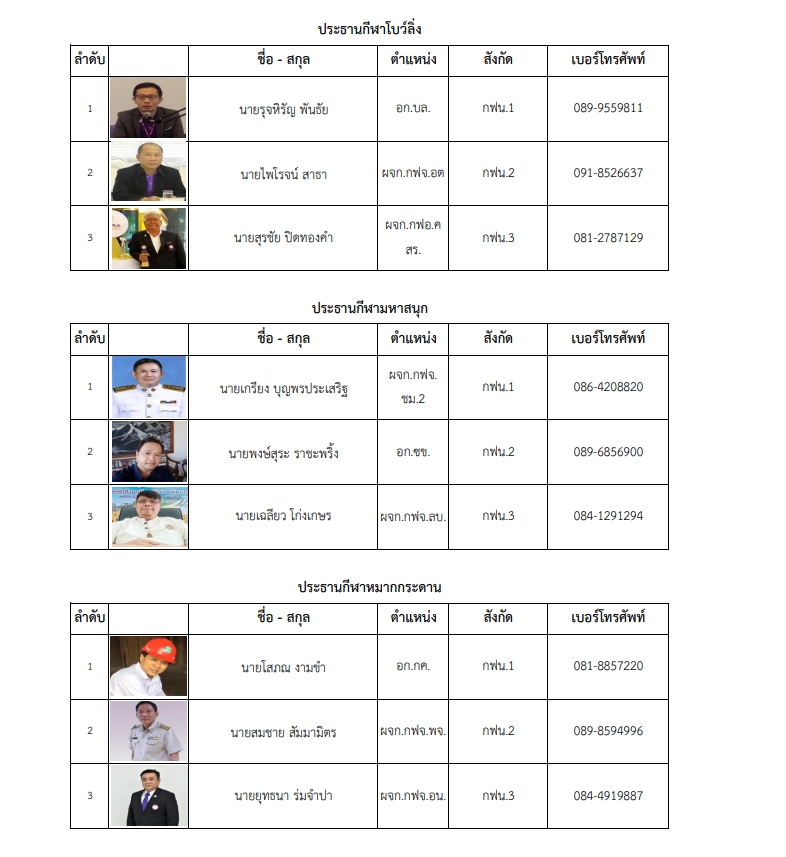 ประธานกีฬาโบว์ลิ่ง
ลำดับ ชื่อ - สกุล ตำแหน่ง สังกัด เบอร์โทรศัพท์
1 นายรุจหิรัญ พันธัย อก.บล. กฟน.1 089-9559811
2 นายไพโรจน์ สาธา ผจก.กฟจ.อต กฟน.2 091-8526637
3 นายสุรชัย ปิดทองคำ ผจก.กฟอ.ค กฟน.3 081-2787129
สร.
ประธานกีฬามหาสนุก
ลำดับ ชื่อ - สกุล ตำแหน่ง สังกัด เบอร์โทรศัพท์
1 นายเกรียง บุญพรประเสริฐ ผจก.กฟจ. กฟน.1 086-4208820
ชม.2
2 นายพงษ์สุระ ราชะพริ้ง อก.ซข. กฟน.2 089-6856900
3 นายเฉลียว โก่งเกษร ผจก.กฟจ.ลบ. กฟน.3 084-1291294
ประธานกีฬาหมากกระดาน
ลำดับ ชื่อ - สกุล ตำแหน่ง สังกัด เบอร์โทรศัพท์
1 นายโสภณ งามขำ อก.กค. กฟน.1 081-8857220
2 นายสมชาย สัมมามิตร ผจก.กฟจ.พจ. กฟน.2 089-8594996
3 นายยุทธนา ร่มจำปา ผจก.กฟจ.อน. กฟน.3 084-4919887